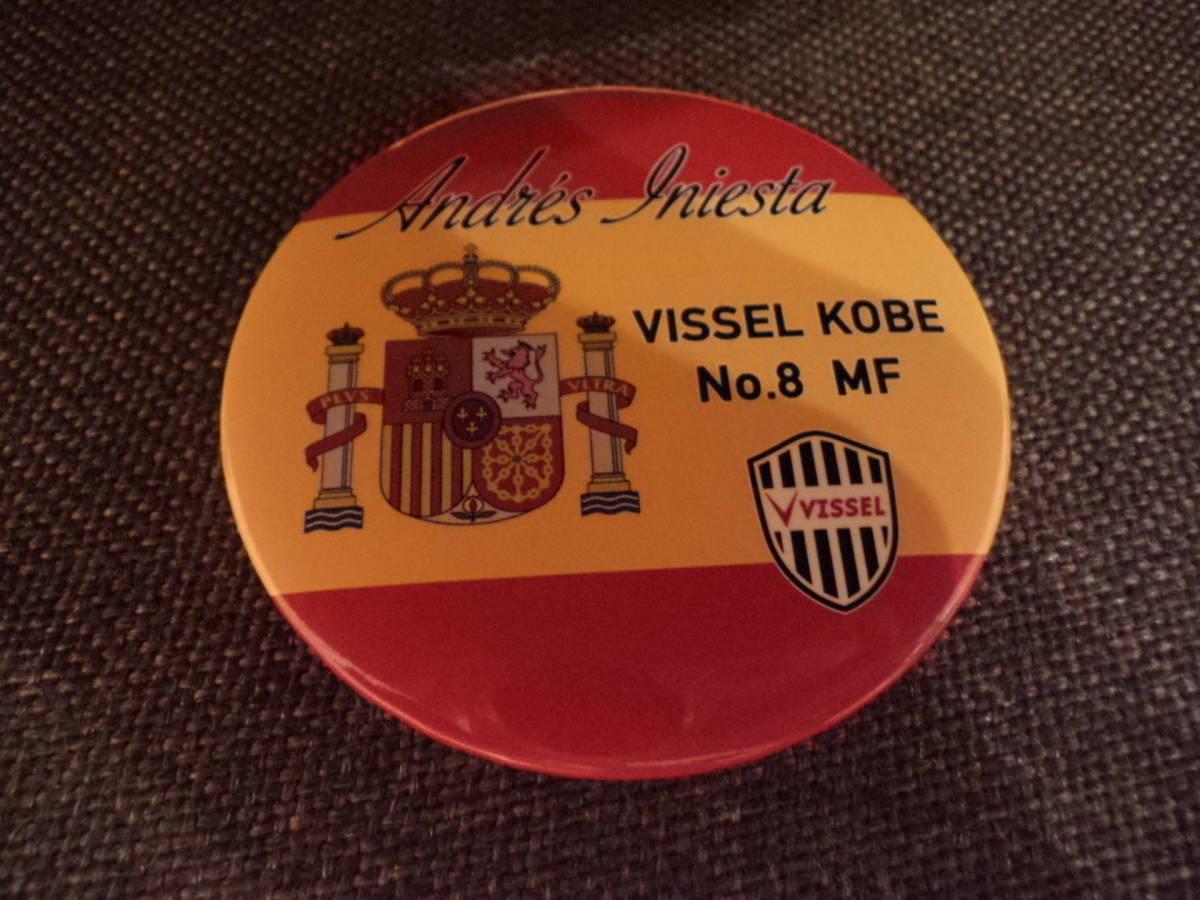 Andrés Iniesta
VISSEL KOBE
No.8 MF
PLVS VLTRA
VISSEL